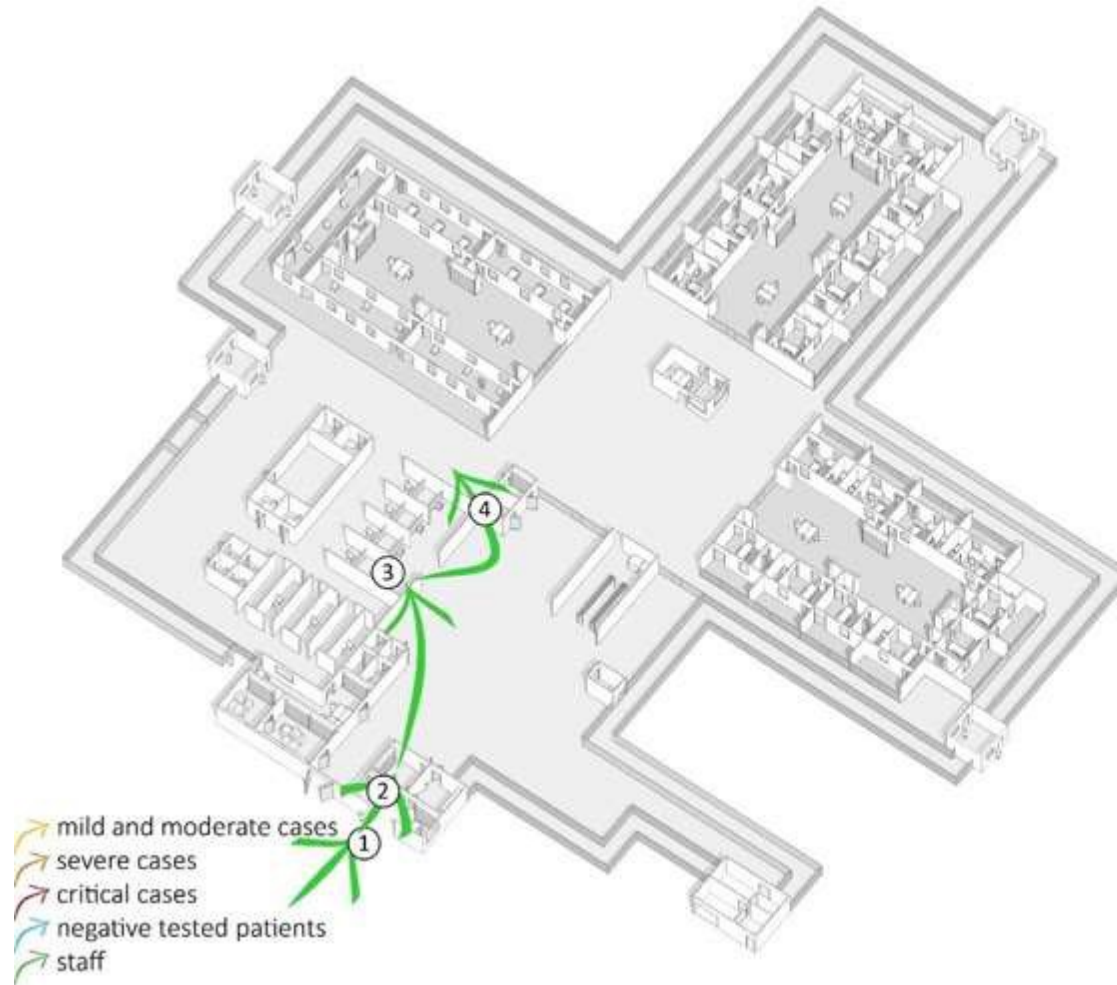 4
3
2
1
mild and moderate cases
severe cases
critical cases
negative tested patients
staff